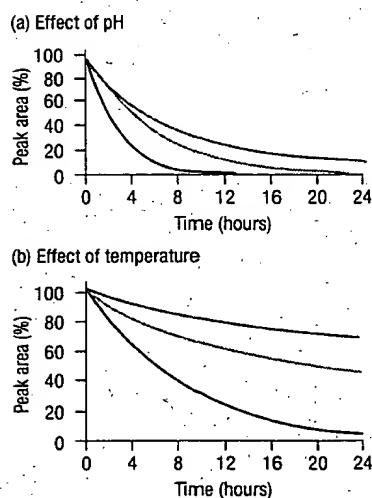 (a) Effect of pH
Peak area (%)
100
80
60
40
20
0
0 4 8 12 16 20 24
Time (hours)
(b) Effect of temperature
Peak area (%)
100
80
60
40
20
0
0 4 8 12 16 20 24
Time (hours)